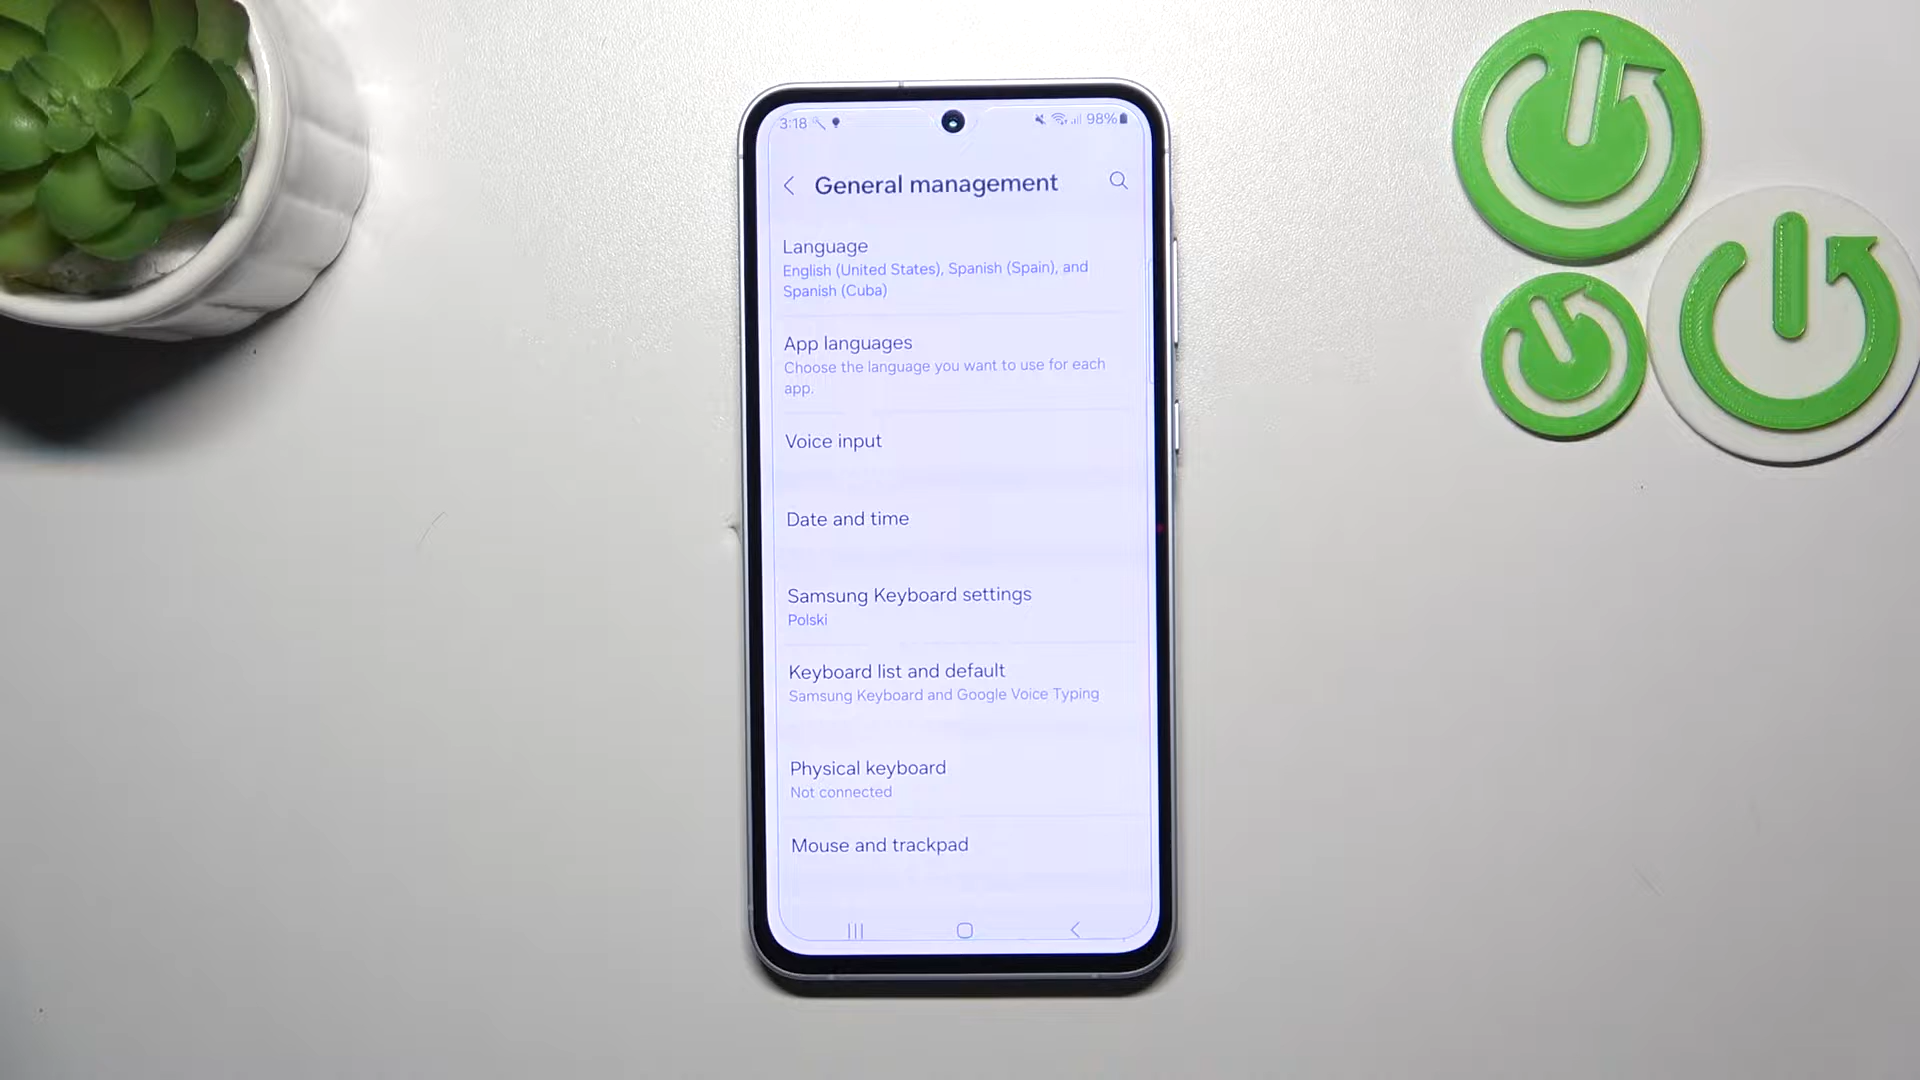 3:18
98%
General management
Language
English (United States), Spanish (Spain), and
Spanish (Cuba)
App languages
Choose the language you want to use for each
app.
Voice input
Date and time
Samsung Keyboard settings
Polski
Keyboard list and default
Samsung Keyboard and Google Voice Typing
Physical keyboard
Not connected
Mouse and trackpad